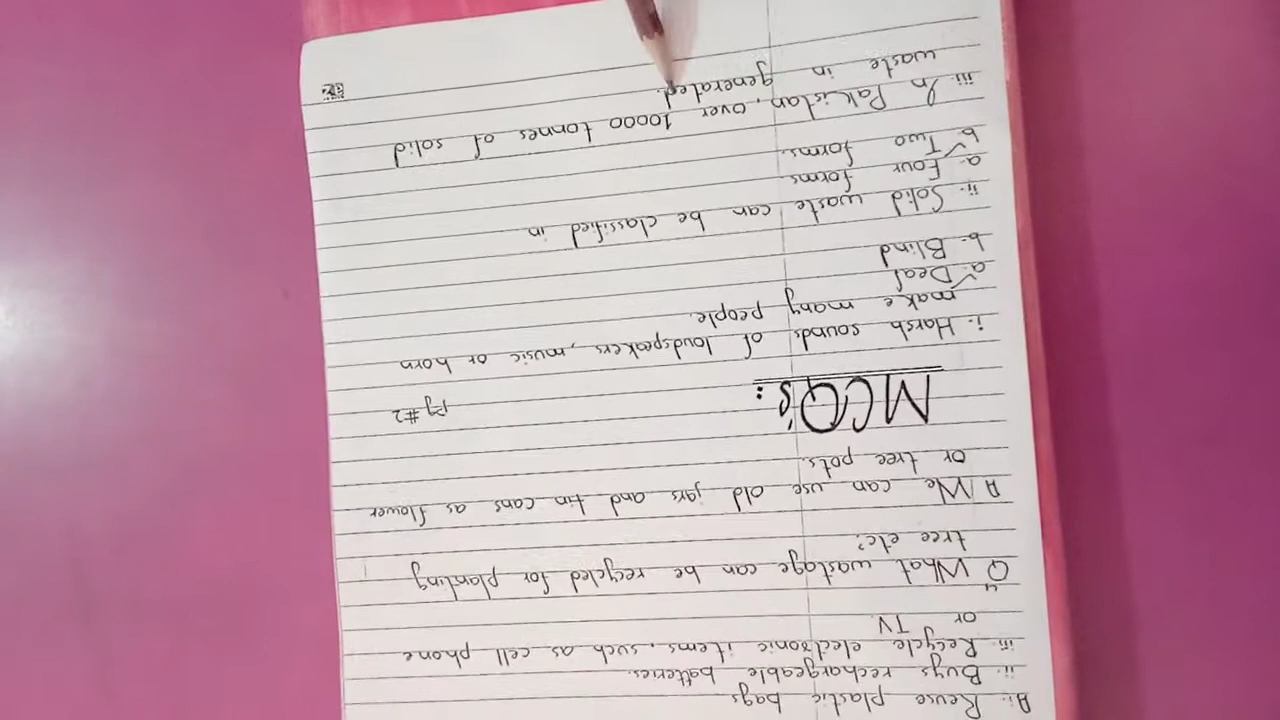 A i. Reuse plastic bags
ii. Buys rechargeable batteries.
iii. Recycle electronic items, such as cell phone
or TV
Q 4 What wastage can be recycled for planting
tree etc?
A We can use old jars and tin cans as flower
or tree pots.
MCQ's: Pg #2
i. Harsh sounds of loudspeakers, music or horn
make many people.
a. Deaf
b. Blind
ii. Solid waste can be classified in
a. Four forms
b. Two forms.
iii. In Pakistan, over 10000 tonnes of solid
waste in generated.